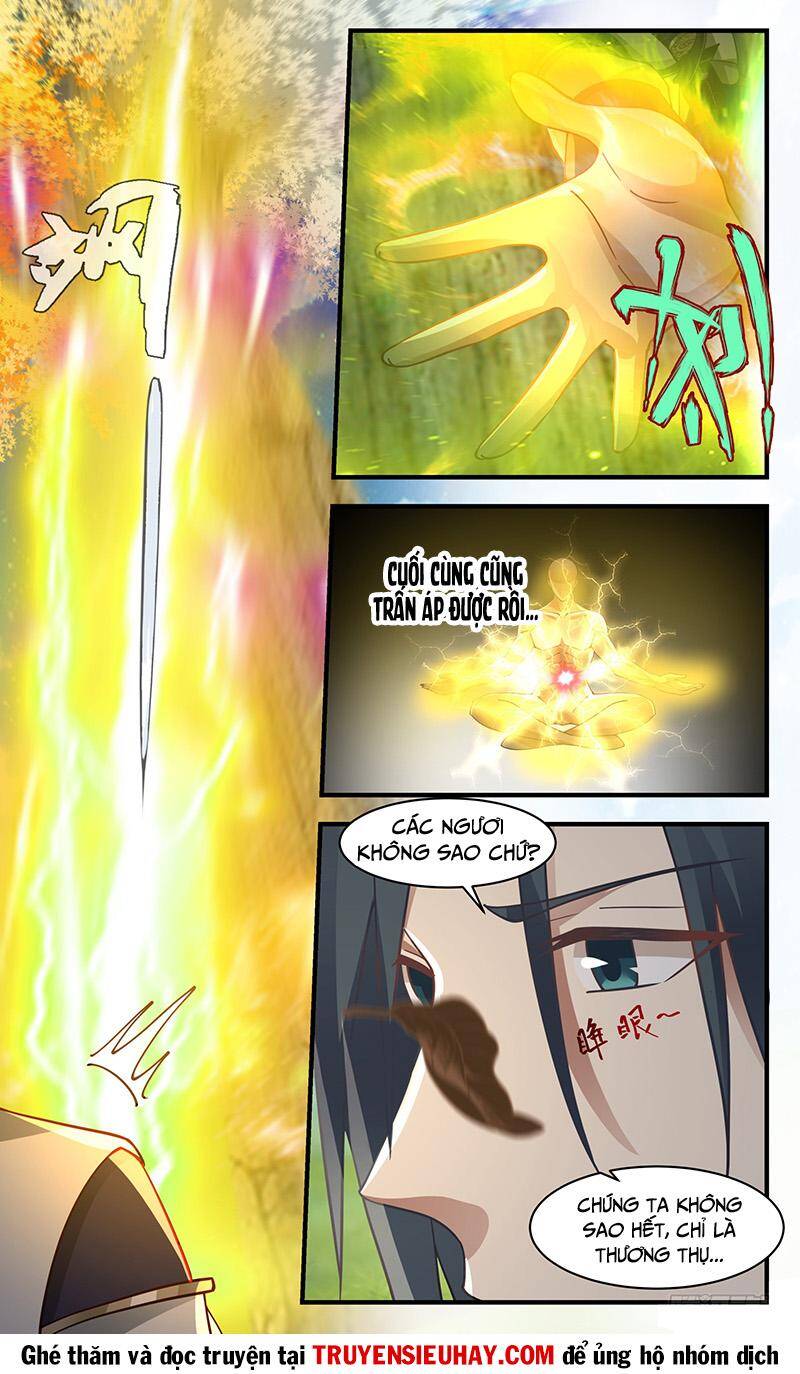 CUỐI CÙNG CŨNG
TRẤN ÁP ĐƯỢC RỒI...
CÁC NGƯƠI
KHÔNG SAO CHỨ?
睁眼~
CHÚNG TA KHÔNG
SAO HẾT, CHỈ LÀ
THƯƠNG THỤ...
Ghé thăm và đọc truyện tại TRUYENSIEUHAY.COM để ủng hộ nhóm dịch